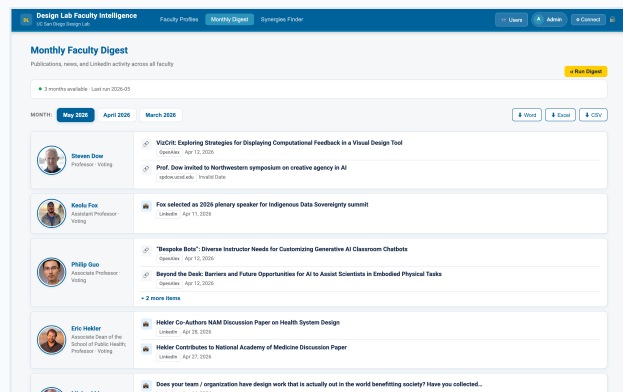 DL
Design Lab Faculty Intelligence
UC San Diego Design Lab
Faculty Profiles
Monthly Digest
Synergies Finder
Users
A Admin
Connect
Monthly Faculty Digest
Publications, news, and LinkedIn activity across all faculty
Run Digest
3 months available · Last run 2026-05
MONTH:
May 2026
April 2026
March 2026
Word
Excel
CSV
Steven Dow
Professor · Voting
VizCrit: Exploring Strategies for Displaying Computational Feedback in a Visual Design Tool
OpenAlex Apr 12, 2026
Prof. Dow invited to Northwestern symposium on creative agency in AI
spdow.ucsd.edu Invalid Date
Keolu Fox
Assistant Professor ·
Voting
Fox selected as 2026 plenary speaker for Indigenous Data Sovereignty summit
LinkedIn Apr 11, 2026
Philip Guo
Associate Professor ·
Voting
"Bespoke Bots": Diverse Instructor Needs for Customizing Generative AI Classroom Chatbots
OpenAlex Apr 12, 2026
Beyond the Desk: Barriers and Future Opportunities for AI to Assist Scientists in Embodied Physical Tasks
OpenAlex Apr 12, 2026
+ 2 more items
Eric Hekler
Associate Dean of the
School of Public Health;
Professor · Voting
Hekler Co-Authors NAM Discussion Paper on Health System Design
LinkedIn Apr 28, 2026
Hekler Contributes to National Academy of Medicine Discussion Paper
LinkedIn Apr 27, 2026
Does your team / organization have design work that is actually out in the world benefitting society? Have you collected...